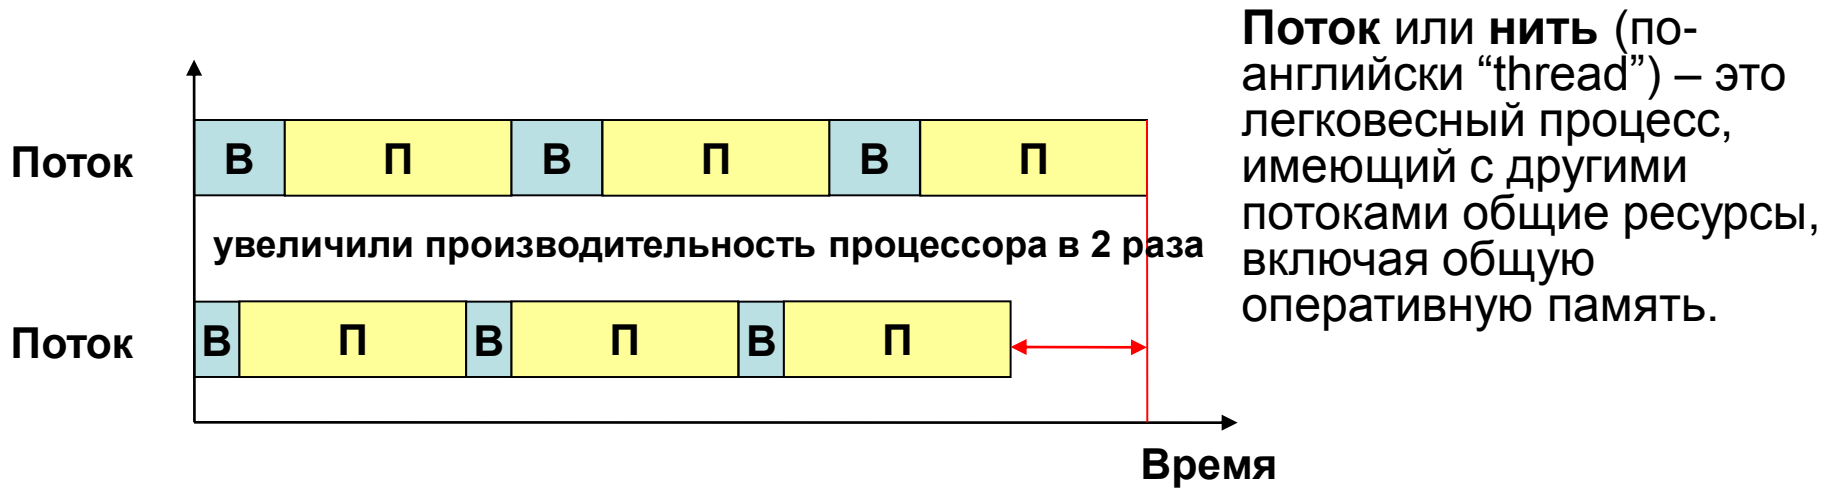 Поток или нить (по-
английски “thread”) – это
легковесный процесс,
имеющий с другими
потоками общие ресурсы,
включая общую
оперативную память.
Поток В П В П В П
увеличили производительность процессора в 2 раза
Поток В П В П В П
Время